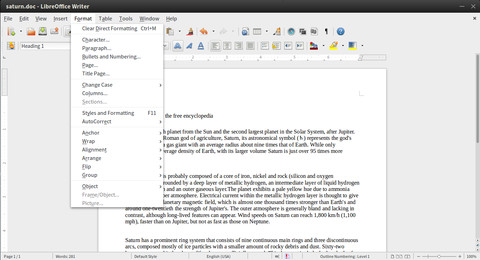 saturn.doc - LibreOffice Writer
File Edit View Insert Format Table Tools Window Help
Clear Direct Formatting Ctrl+M
Character...
Paragraph...
Bullets and Numbering...
Page...
Title Page...
Change Case
Columns...
Sections...
Styles and Formatting F11
AutoCorrect
Anchor
Wrap
Alignment
Arrange
Flip
Group
Object
Frame/Object...
Picture...
Heading 1
the free encyclopedia
planet from the Sun and the second largest planet in the Solar System, after Jupiter.
Roman god of agriculture, Saturn, its astronomical symbol (♄) represents the god's
gas giant with an average radius about nine times that of Earth. While only
average density of Earth, with its larger volume Saturn is just over 95 times more
is probably composed of a core of iron, nickel and rock (silicon and oxygen
rounded by a deep layer of metallic hydrogen, an intermediate layer of liquid hydrogen
and an outer gaseous layer.The planet exhibits a pale yellow hue due to ammonia
er atmosphere. Electrical current within the metallic hydrogen layer is thought to give
planetary magnetic field, which is almost one thousand times stronger than Earth's and
around one-twentieth the strength of Jupiter's. The outer atmosphere is generally bland and lacking in
contrast, although long-lived features can appear. Wind speeds on Saturn can reach 1,800 km/h (1,100
mph), faster than on Jupiter, but not as fast as those on Neptune.
Saturn has a prominent ring system that consists of nine continuous main rings and three discontinuous
arcs, composed mostly of ice particles with a smaller amount of rocky debris and dust. Sixty-two
Page 1 / 1 Words: 281 Default Style English (USA) Outline Numbering: Level 1 100%